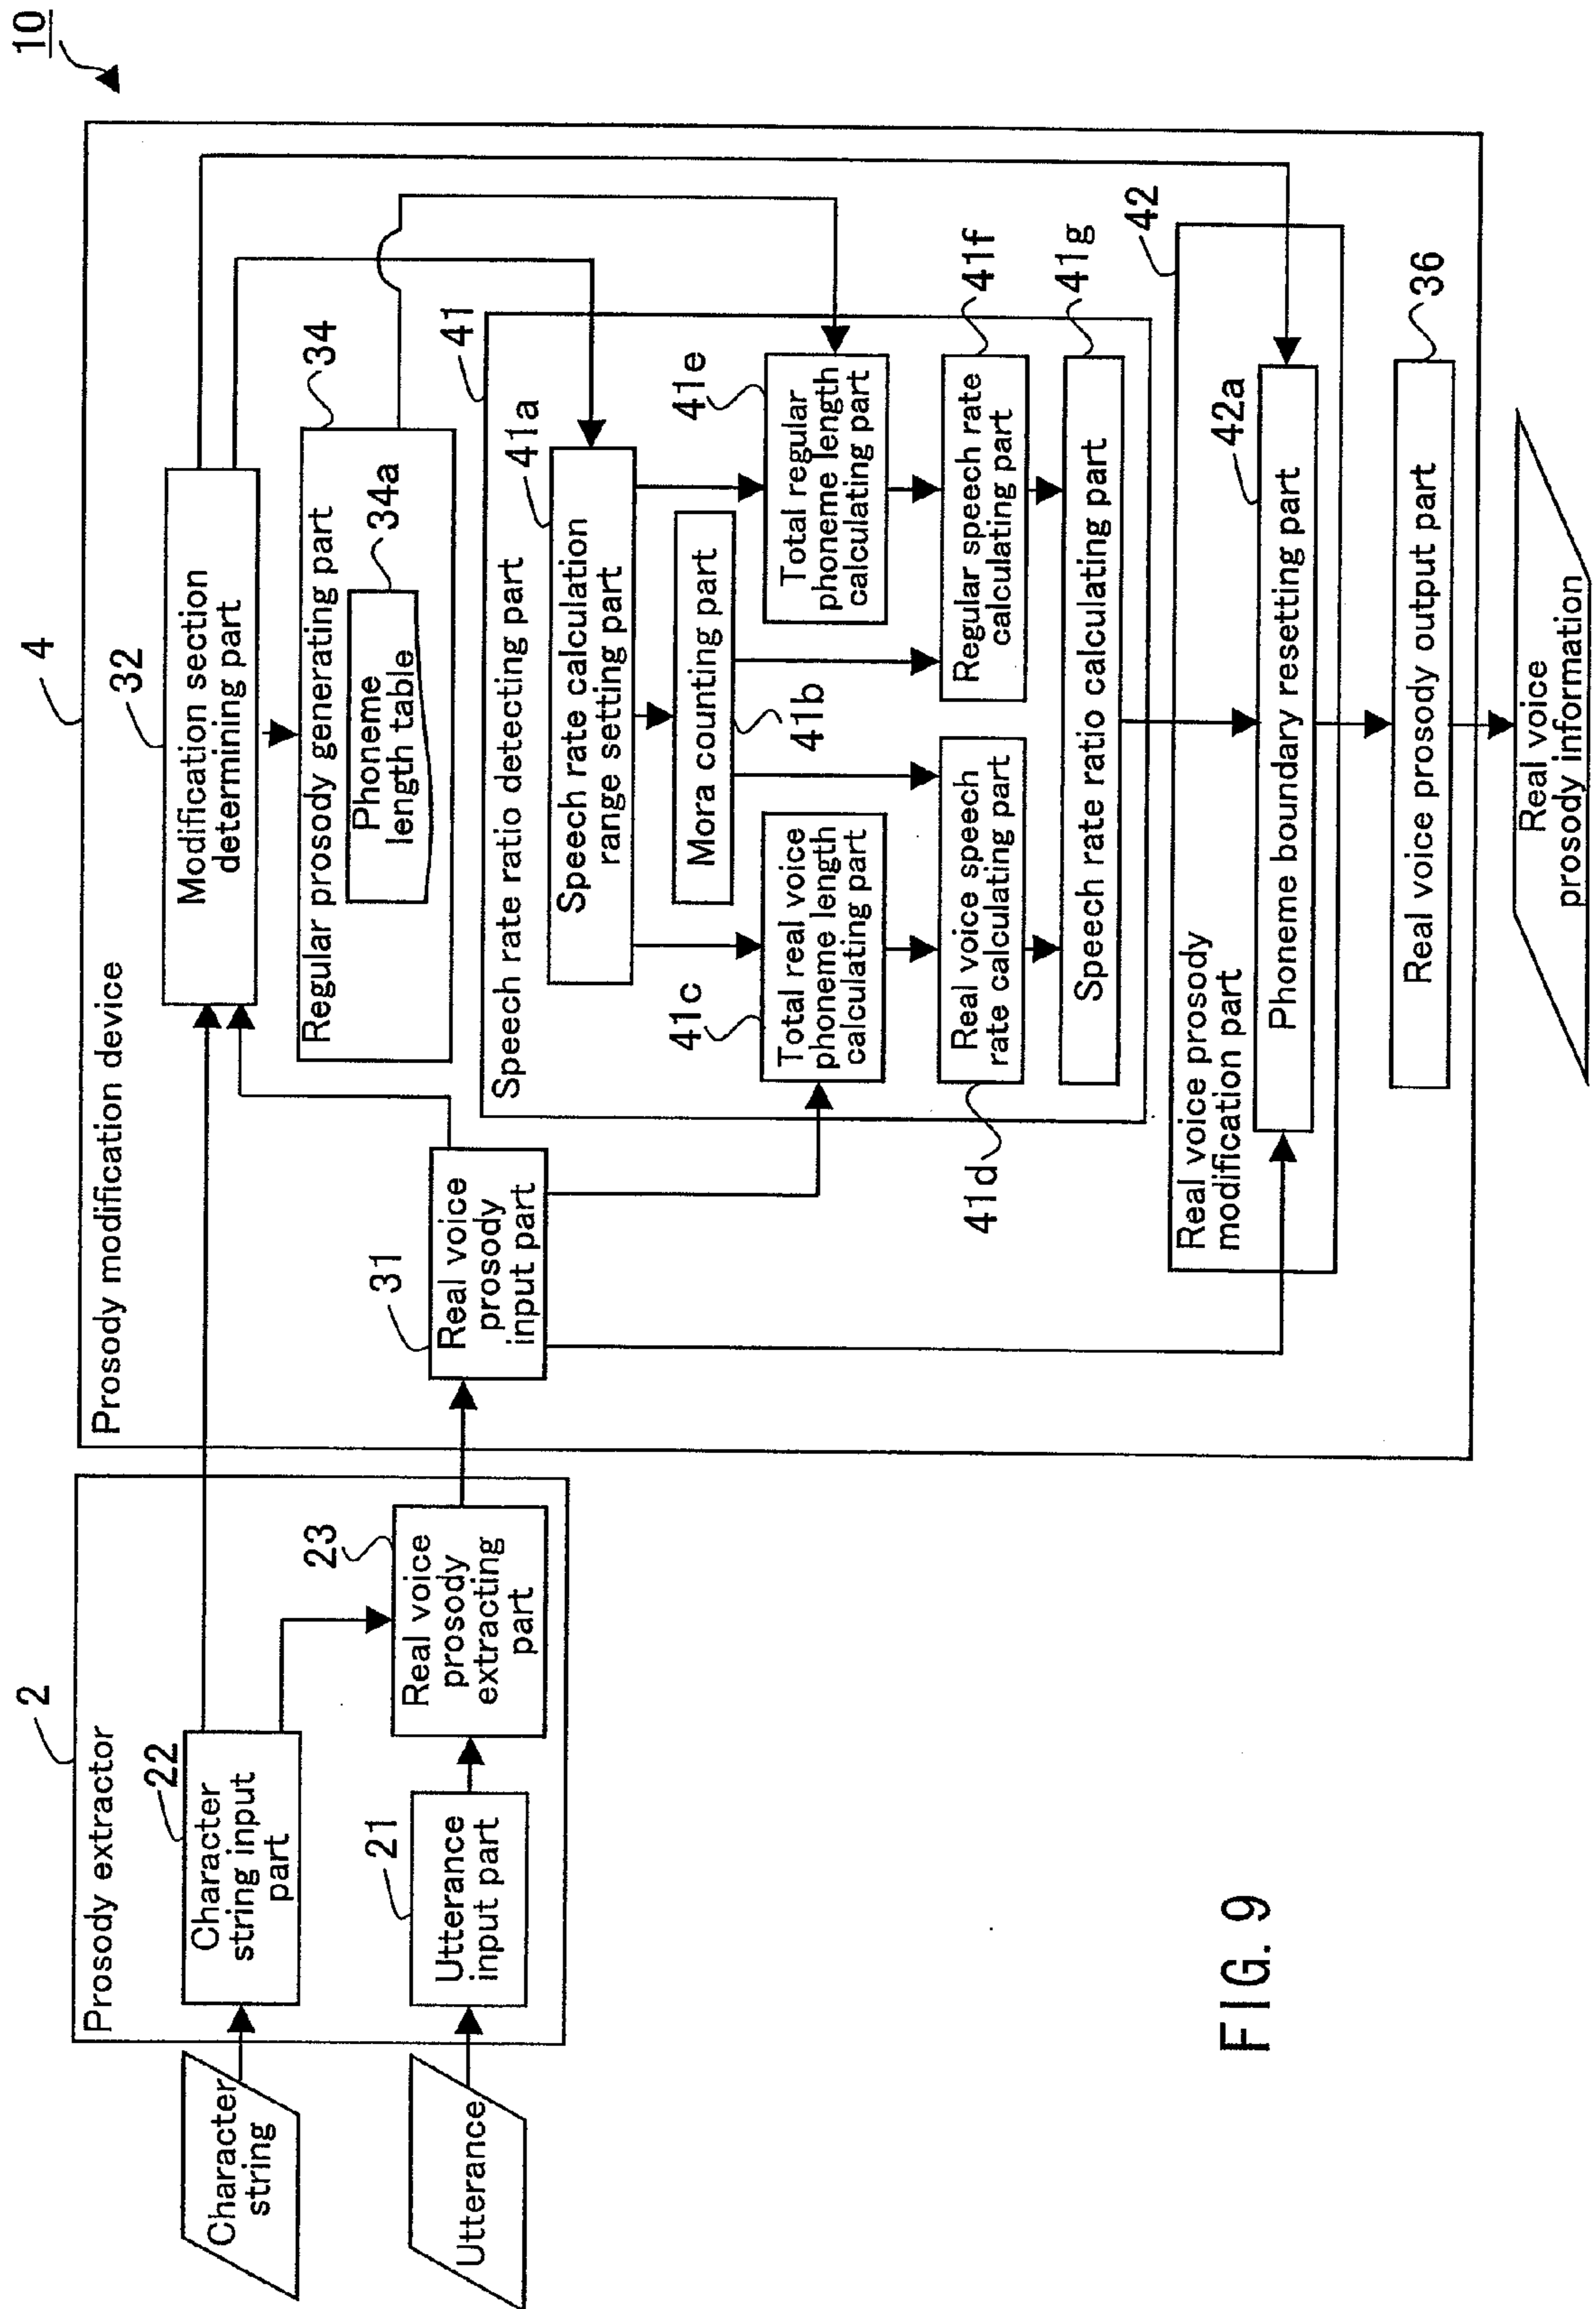 10
Prosody extractor
2
Character
string
Character
string input
part
22
Utterance
Utterance
input part
21
Real voice
prosody
extracting
part
23
Prosody modification device
4
Modification section
determining part
32
Real voice
prosody
input part
31
Regular prosody generating part
34
Phoneme
length table
34a
Speech rate ratio detecting part
41
Speech rate calculation
range setting part
41a
Mora counting part
41b
Total real voice
phoneme length
calculating part
41c
Total regular
phoneme length
calculating part
41e
Real voice speech
rate calculating part
41d
Regular speech rate
calculating part
41f
Speech rate ratio calculating part
41g
Real voice prosody
modification part
42
Phoneme boundary resetting part
42a
Real voice prosody output part
36
Real voice
prosody information
FIG. 9